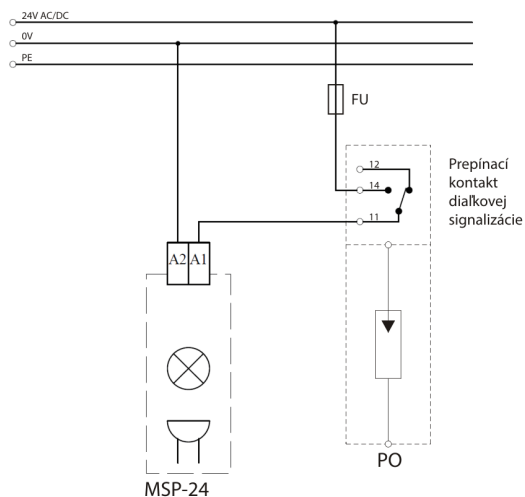 24V AC/DC
0V
PE
FU
12
14
11
Prepínací
kontakt
diaľkovej
signalizácie
A2 A1
PO
MSP-24